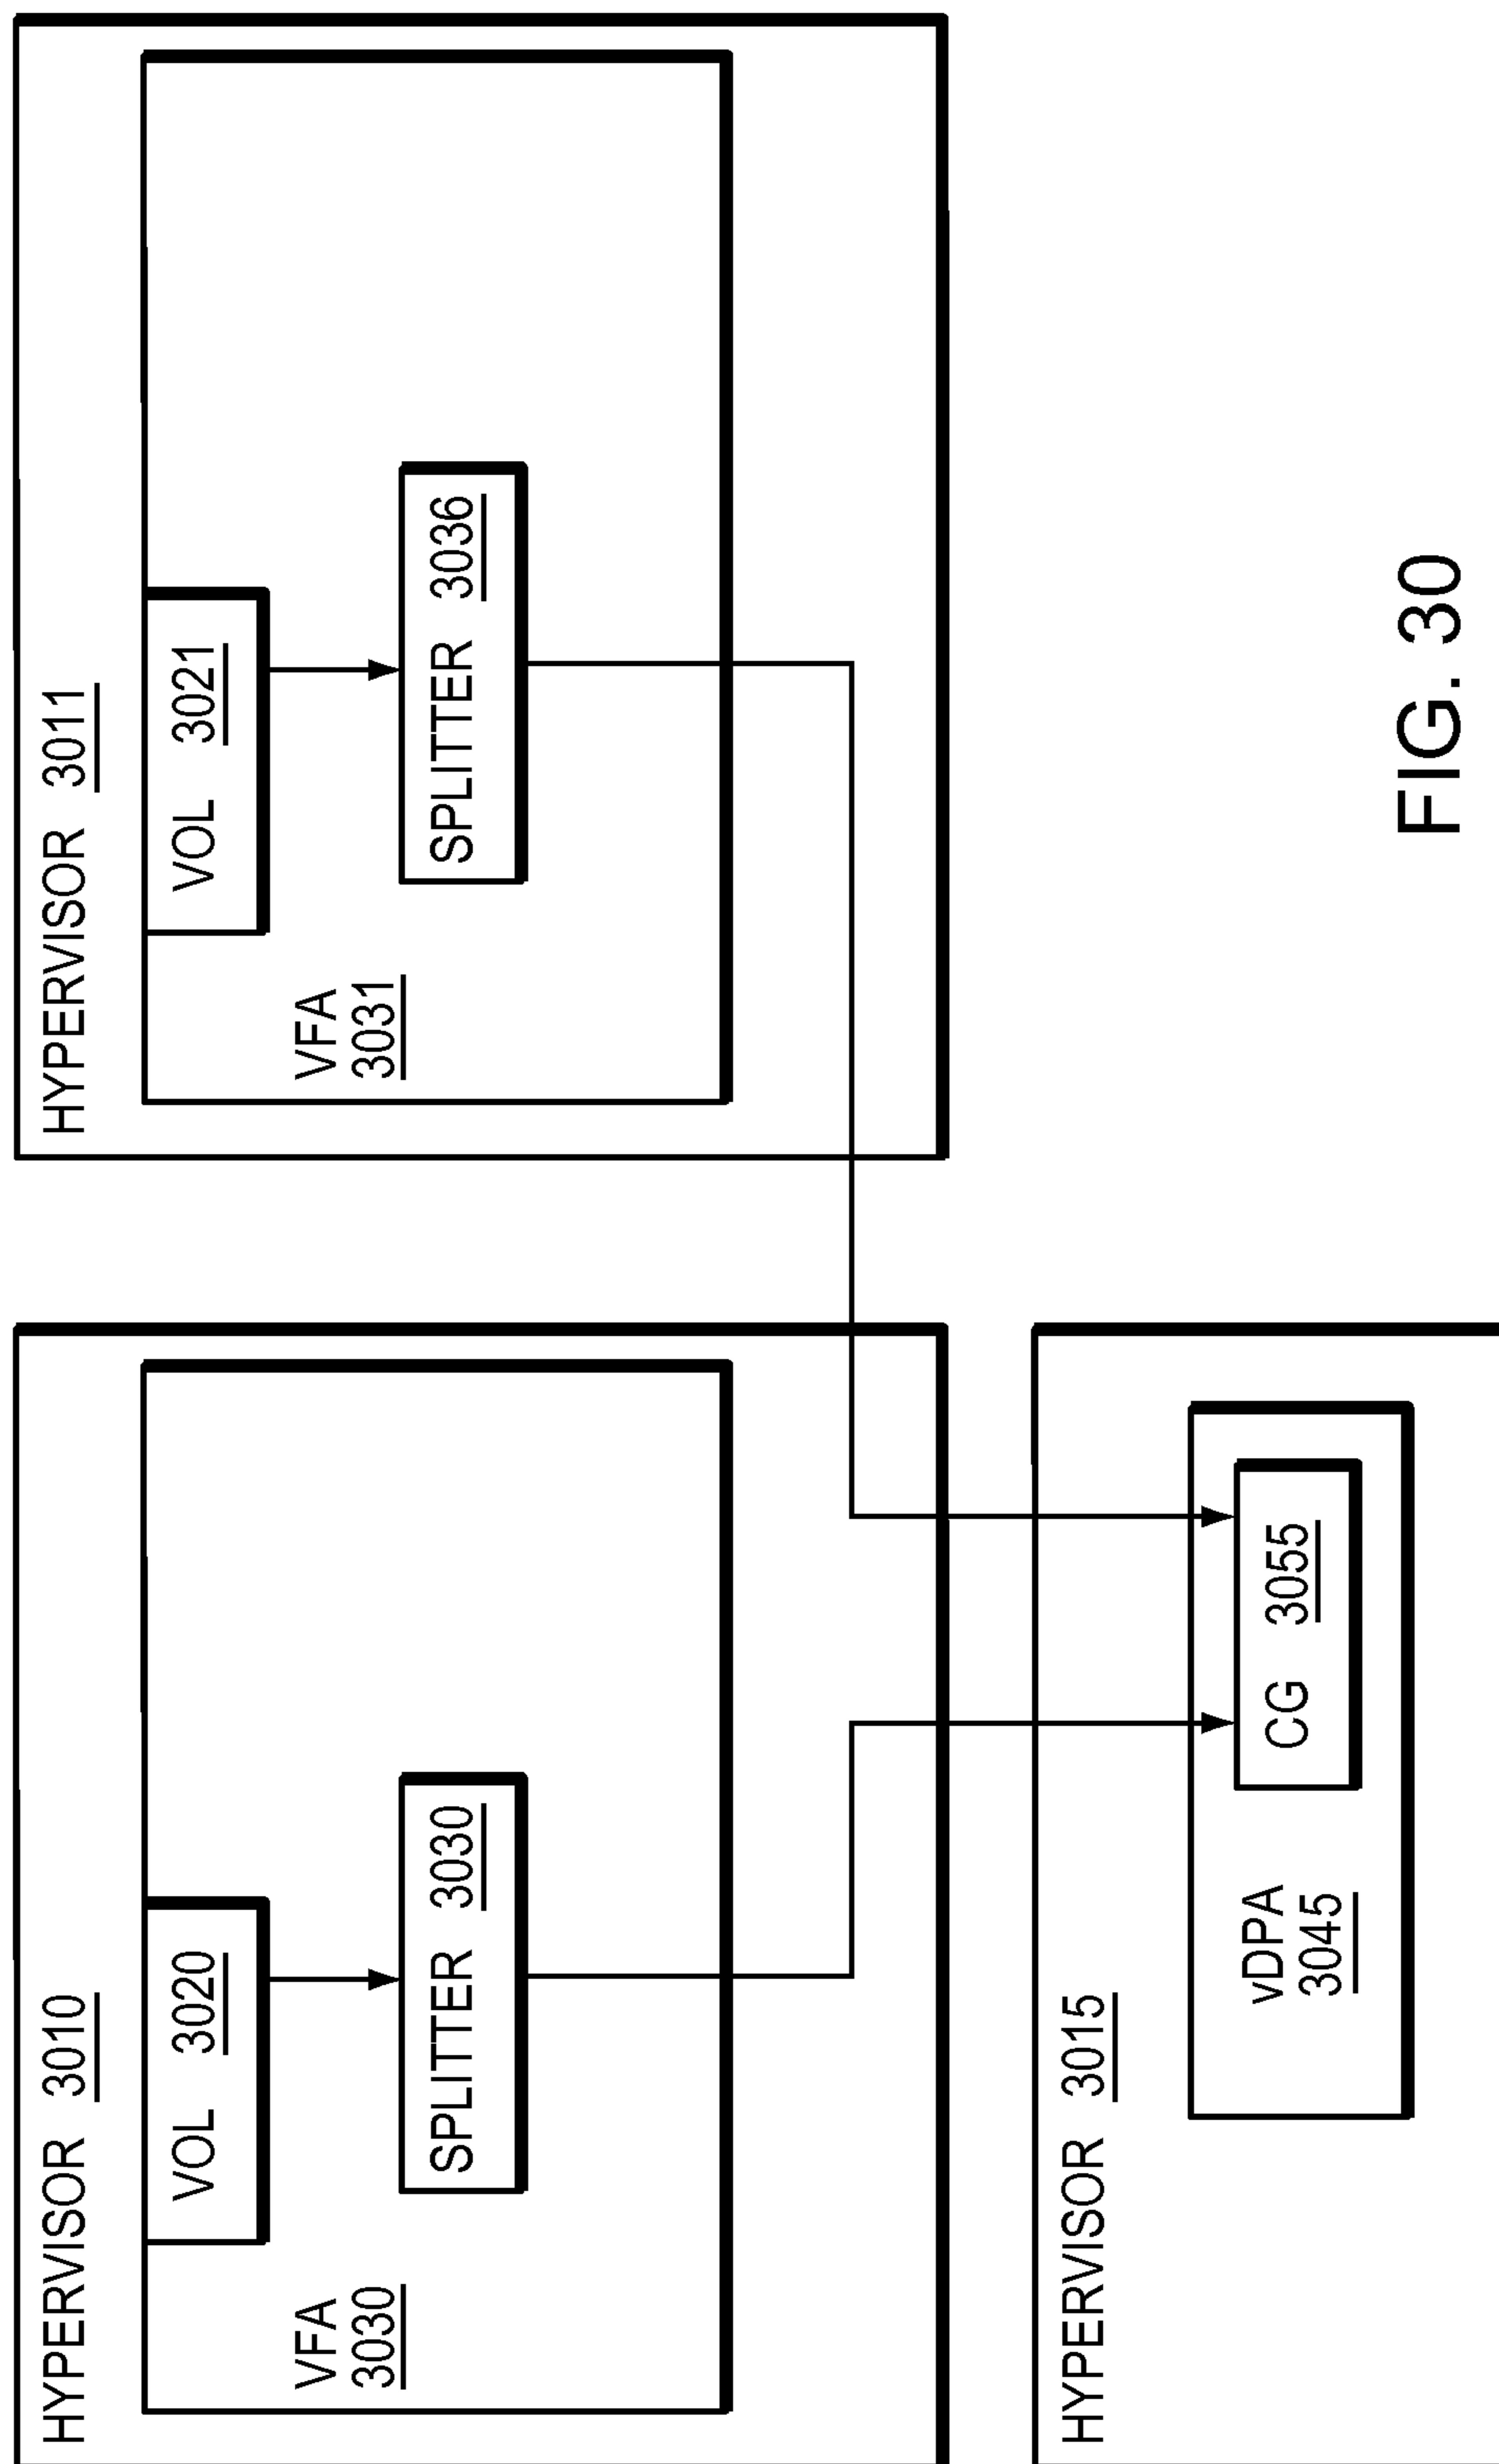 HYPERVISOR 3010
VOL 3020
VFA
3030
SPLITTER 3030
HYPERVISOR 3011
VOL 3021
VFA
3031
SPLITTER 3036
HYPERVISOR 3015
vDPA
3045
CG 3055
FIG. 30